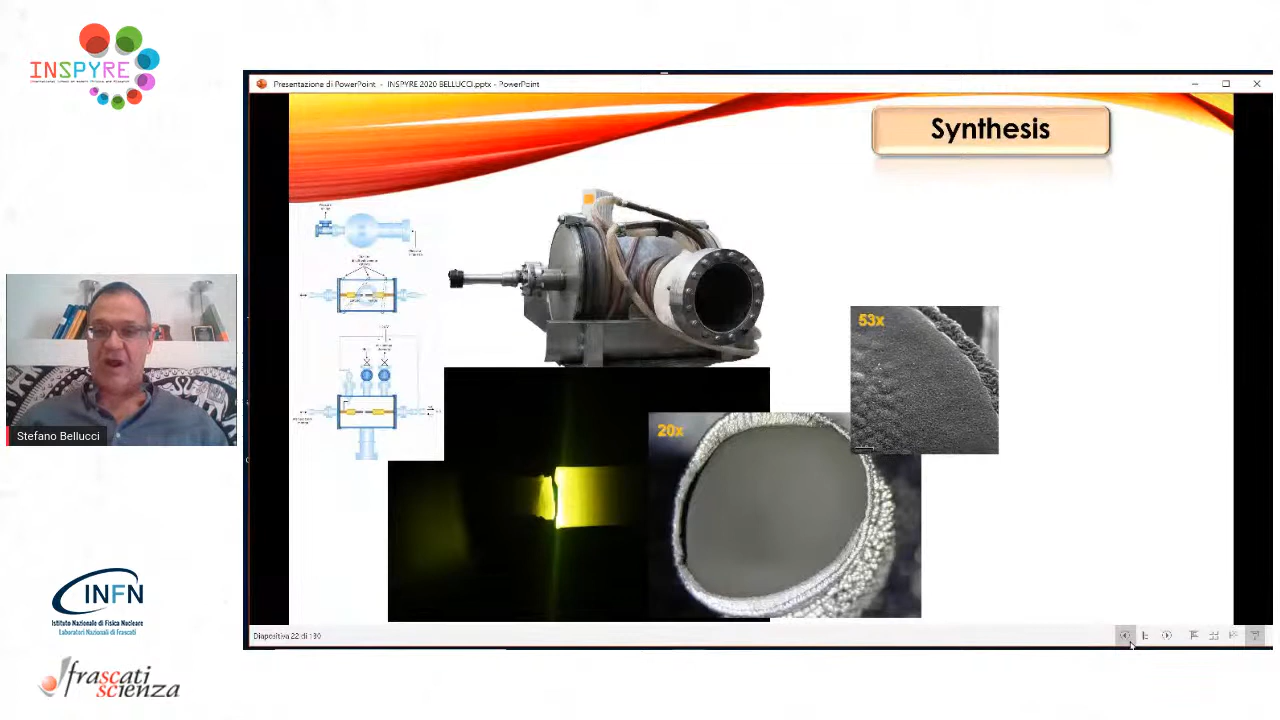 INSPYRE
Presentazione di PowerPoint - INSPYRE 2020 BELLUCCI.pptx - PowerPoint
Synthesis
53x
20x
Stefano Bellucci
INFN
Istituto Nazionale di Fisica Nucleare
Laboratori Nazionali di Frascati
Diapositiva 22 di 130
frascati
scienza